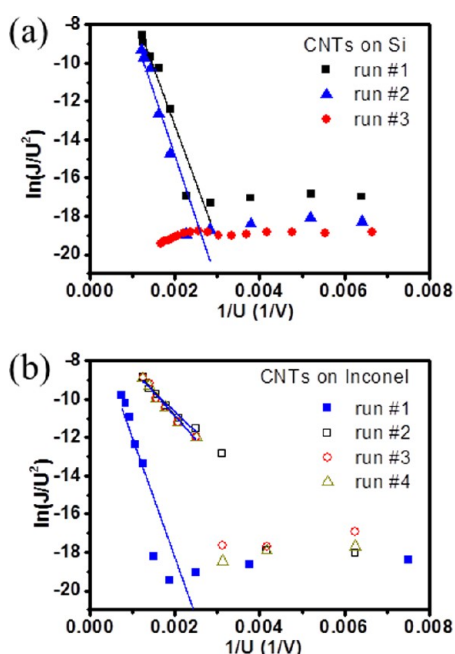 (a)
-8
-10
-12
-14
-16
-18
-20
ln(J/U²)
CNTs on Si
run #1
run #2
run #3
0.000 0.002 0.004 0.006 0.008
1/U (1/V)
(b)
-8
-10
-12
-14
-16
-18
-20
ln(J/U²)
CNTs on Inconel
run #1
run #2
run #3
run #4
0.000 0.002 0.004 0.006 0.008
1/U (1/V)